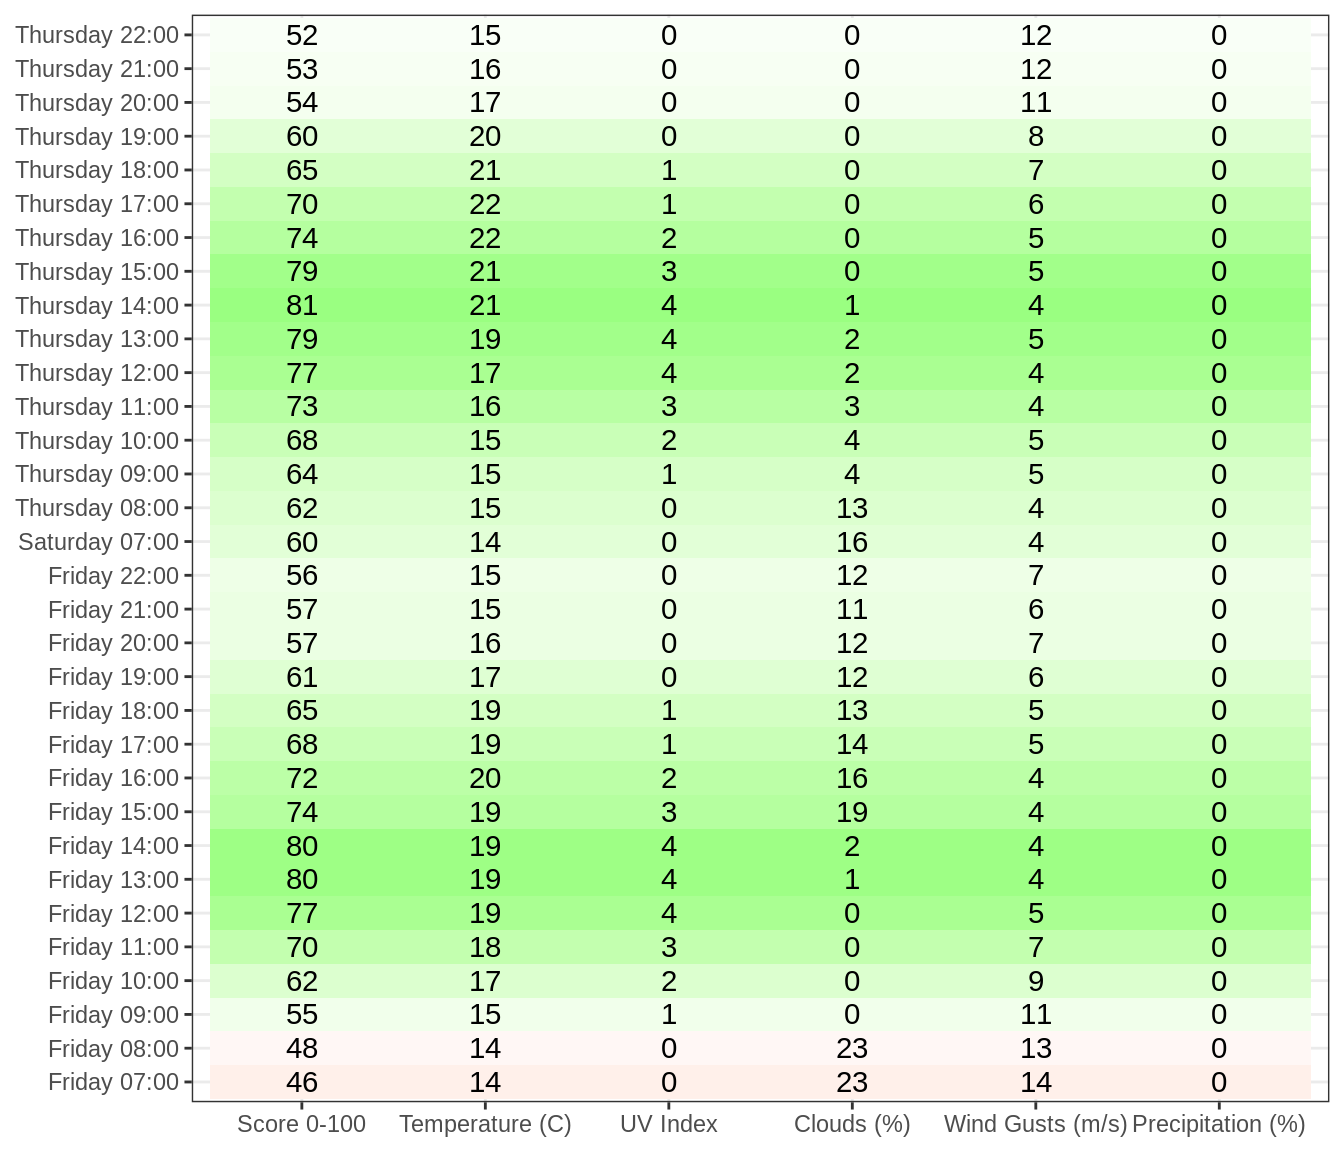 Thursday 22:00 52 15 0 0 12 0
Thursday 21:00 53 16 0 0 12 0
Thursday 20:00 54 17 0 0 11 0
Thursday 19:00 60 20 0 0 8 0
Thursday 18:00 65 21 1 0 7 0
Thursday 17:00 70 22 1 0 6 0
Thursday 16:00 74 22 2 0 5 0
Thursday 15:00 79 21 3 0 5 0
Thursday 14:00 81 21 4 1 4 0
Thursday 13:00 79 19 4 2 5 0
Thursday 12:00 77 17 4 2 4 0
Thursday 11:00 73 16 3 3 4 0
Thursday 10:00 68 15 2 4 5 0
Thursday 09:00 64 15 1 4 5 0
Thursday 08:00 62 15 0 13 4 0
Saturday 07:00 60 14 0 16 4 0
Friday 22:00 56 15 0 12 7 0
Friday 21:00 57 15 0 11 6 0
Friday 20:00 57 16 0 12 7 0
Friday 19:00 61 17 0 12 6 0
Friday 18:00 65 19 1 13 5 0
Friday 17:00 68 19 1 14 5 0
Friday 16:00 72 20 2 16 4 0
Friday 15:00 74 19 3 19 4 0
Friday 14:00 80 19 4 2 4 0
Friday 13:00 80 19 4 1 4 0
Friday 12:00 77 19 4 0 5 0
Friday 11:00 70 18 3 0 7 0
Friday 10:00 62 17 2 0 9 0
Friday 09:00 55 15 1 0 11 0
Friday 08:00 48 14 0 23 13 0
Friday 07:00 46 14 0 23 14 0
Score 0-100 Temperature (C) UV Index Clouds (%) Wind Gusts (m/s) Precipitation (%)